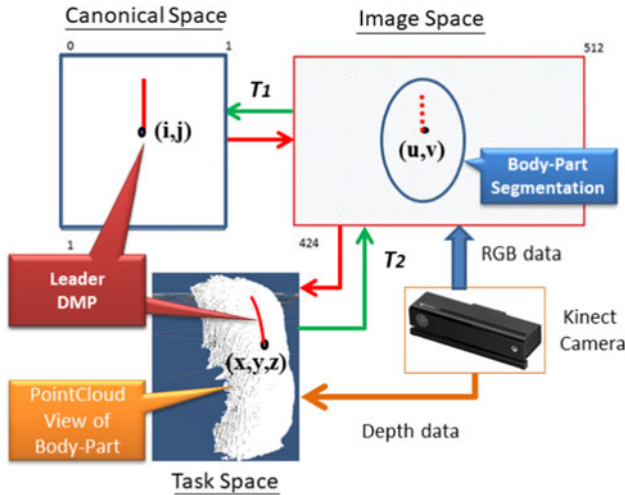 Canonical Space
Image Space
0
1
512
T1
(i,j)
(u,v)
Body-Part
Segmentation
1
424
T2
RGB data
Leader
DMP
(x,y,z)
Kinect
Camera
PointCloud
View of
Body-Part
Depth data
Task Space